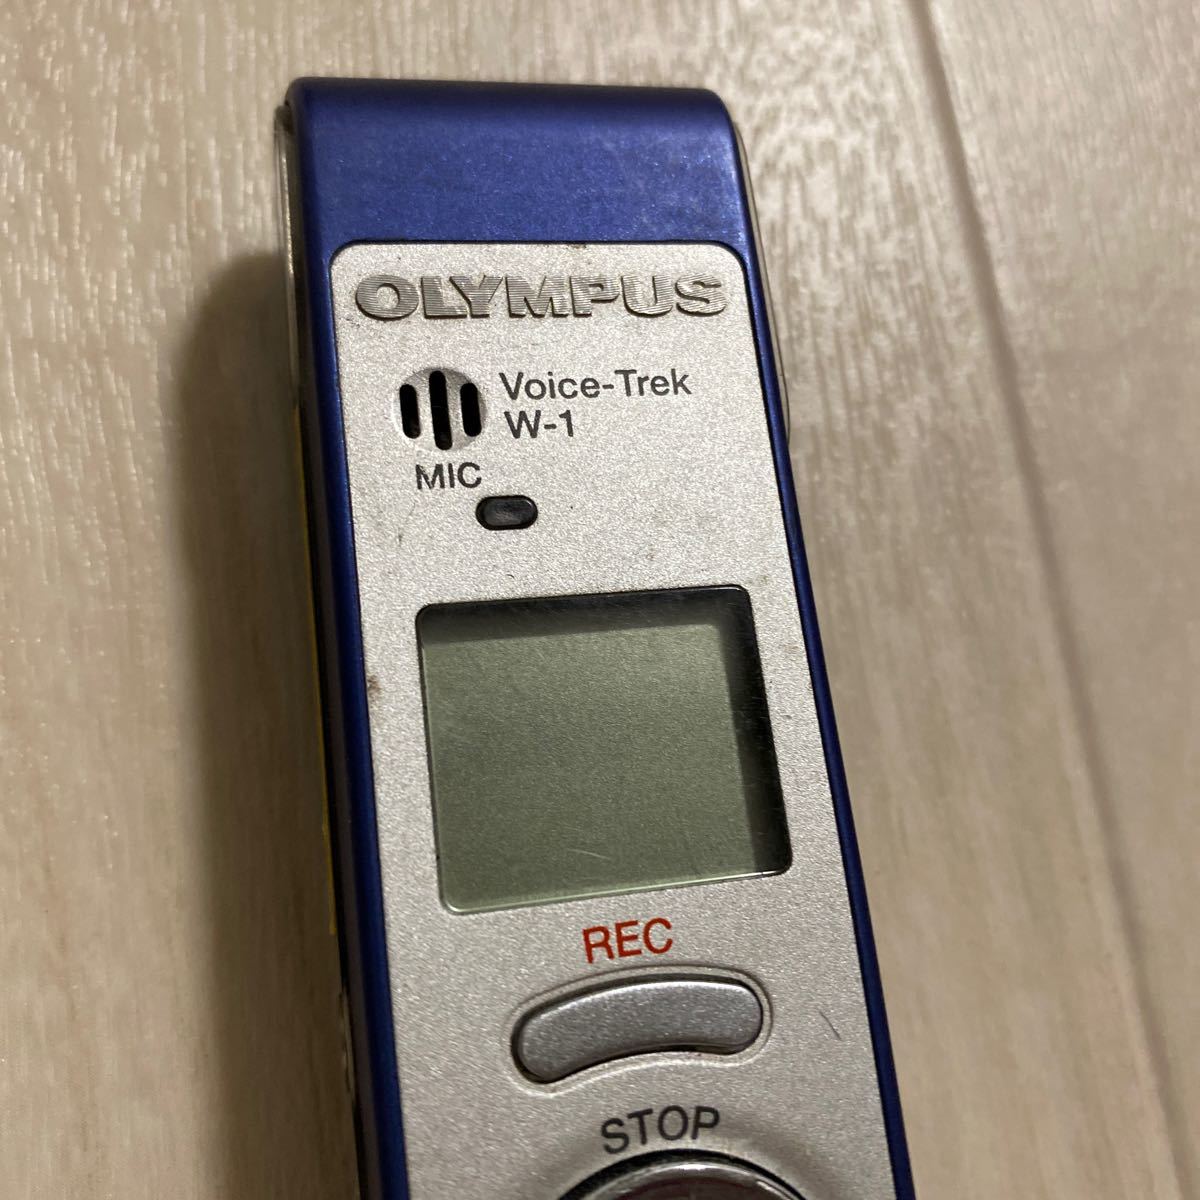 OLYMPUS
Voice-Trek
W-1
MIC
REC
STOP